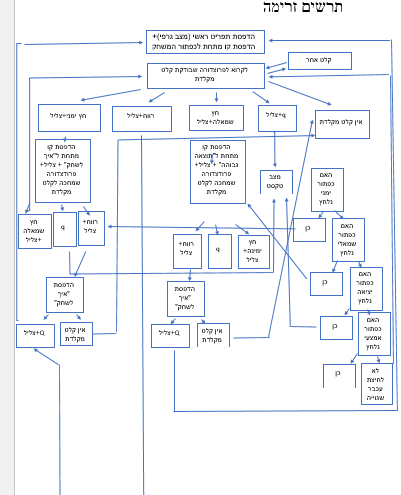 תרשים זרימה
הדפסת תפריט ראשי (מצב גרפי)+
הדפסת קו מתחת לכפתור המשחק
קלט אחר
לקרוא לפרוצדורה שבודקת קלט
מקלדת
חץ ימני+צליל
רווח+צליל
חץ
שמאלה+צליל
q+צליל
אין קלט מקלדת
הדפסת קו
מתחת ל"איך
לשחק" + צליל+
פרוצדורה
שמחכה לקלט
מקלדת
הדפסת קו
מתחת ל"תוצאה
גבוהה" +צליל+
פרוצדורה
שמחכה לקלט
מקלדת
מצב
טקסט
האם
כפתור
ימני
נלחץ
חץ
שמאלה
+צליל
q
רווח+
צליל
כן
האם
כפתור
שמאלי
נלחץ
רווח+
צליל
q
חץ
ימינה+
צליל
הדפסת
"איך
לשחק"
הדפסת
"איך
לשחק"
כן
האם
כפתור
יציאה
נלחץ
Q+צליל
אין קלט
מקלדת
Q+צליל
אין קלט
מקלדת
כן
האם
כפתור
אמצעי
נלחץ
כן
לא
לחיצת
עכבר
שגוייה